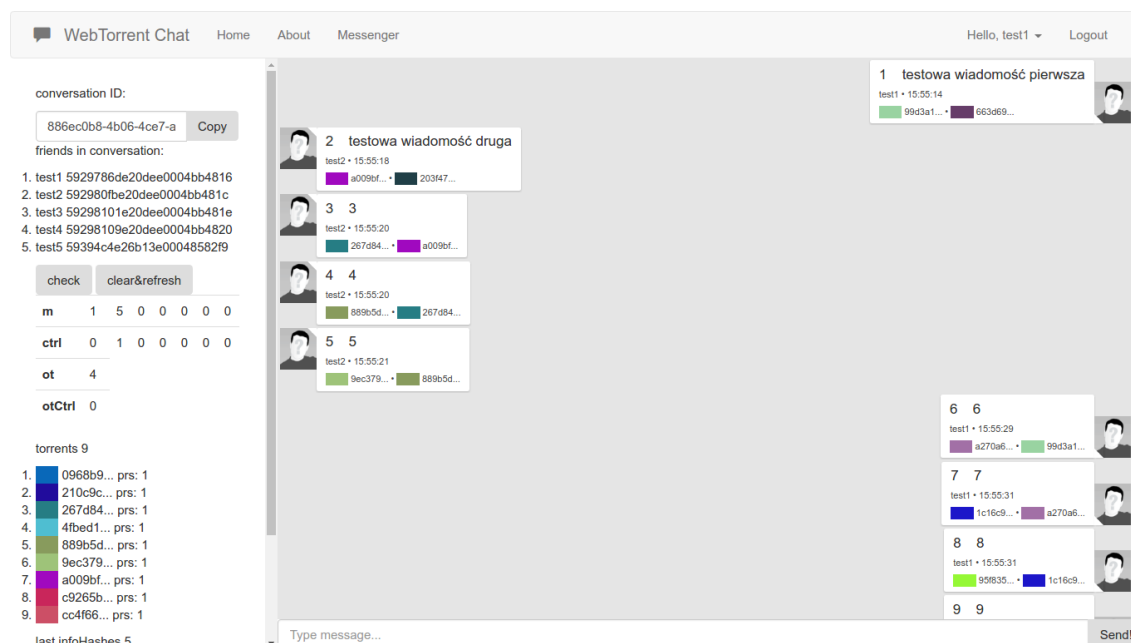 WebTorrent Chat Home About Messenger Hello, test1 Logout
conversation ID:
886ec0b8-4b06-4ce7-a Copy
friends in conversation:
1. test1 5929786de20dee0004bb4816
2. test2 592980fbe20dee0004bb481c
3. test3 59298101e20dee0004bb481e
4. test4 59298109e20dee0004bb4820
5. test5 59394c4e26b13e00048582f9
check clear&refresh
m 1 5 0 0 0 0 0
ctrl 0 1 0 0 0 0 0
ot 4
otCtrl 0
torrents 9
1. 0968b9... prs: 1
2. 210c9c... prs: 1
3. 267d84... prs: 1
4. 4fbed1... prs: 1
5. 889b5d... prs: 1
6. 9ec379... prs: 1
7. a009bf... prs: 1
8. c9265b... prs: 1
9. cc4f66... prs: 1
last infoHashes 5
1 testowa wiadomość pierwsza
test1 • 15:55:14
99d3a1... • 663d69...
2 testowa wiadomość druga
test2 • 15:55:18
a009bf... • 203f47...
3 3
test2 • 15:55:20
267d84... • a009bf...
4 4
test2 • 15:55:20
889b5d... • 267d84...
5 5
test2 • 15:55:21
9ec379... • 889b5d...
6 6
test1 • 15:55:29
a270a6... • 99d3a1...
7 7
test1 • 15:55:31
1c16c9... • a270a6...
8 8
test1 • 15:55:31
95f835... • 1c16c9...
9 9
Type message... Send!